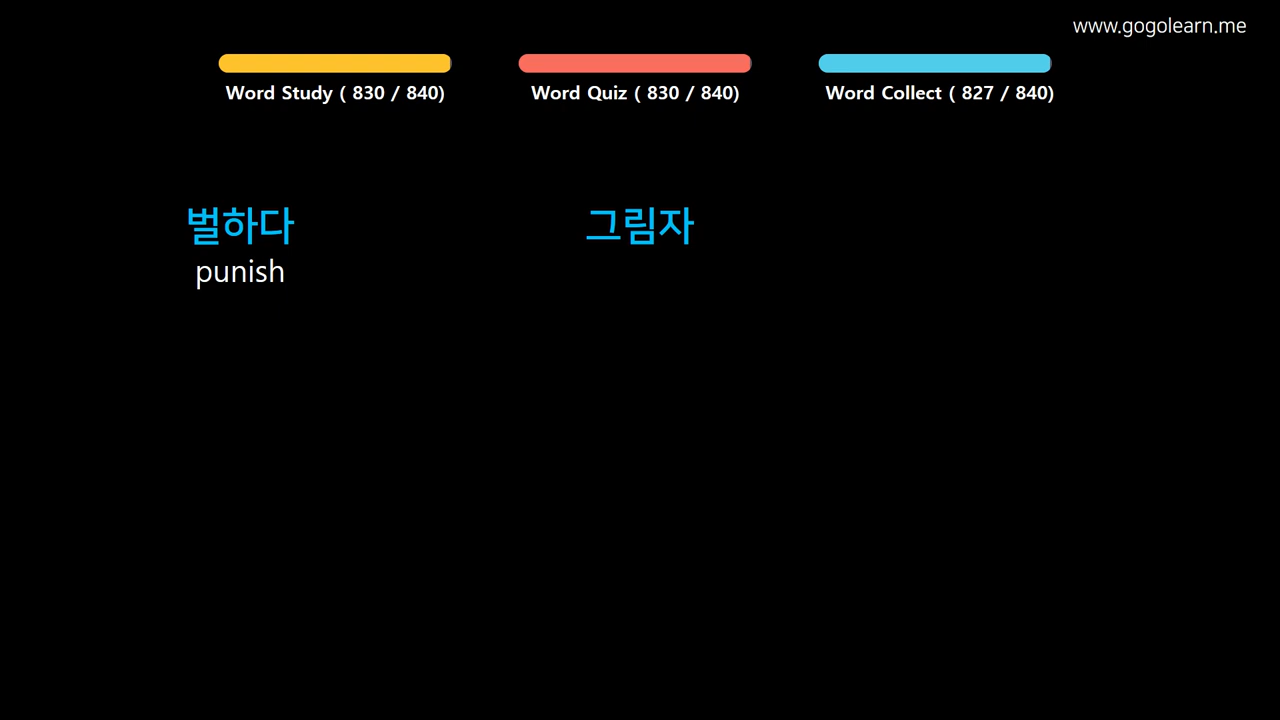 www.gogolearn.me
Word Study ( 830 / 840)
Word Quiz ( 830 / 840)
Word Collect ( 827 / 840)
벌하다
punish
그림자